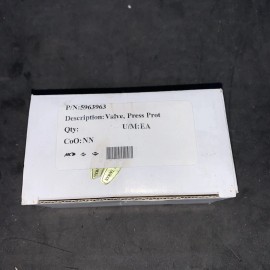 P/N:5963963
Description:Valve, Press Prot
Qty: U/M:EA
CoO:NN